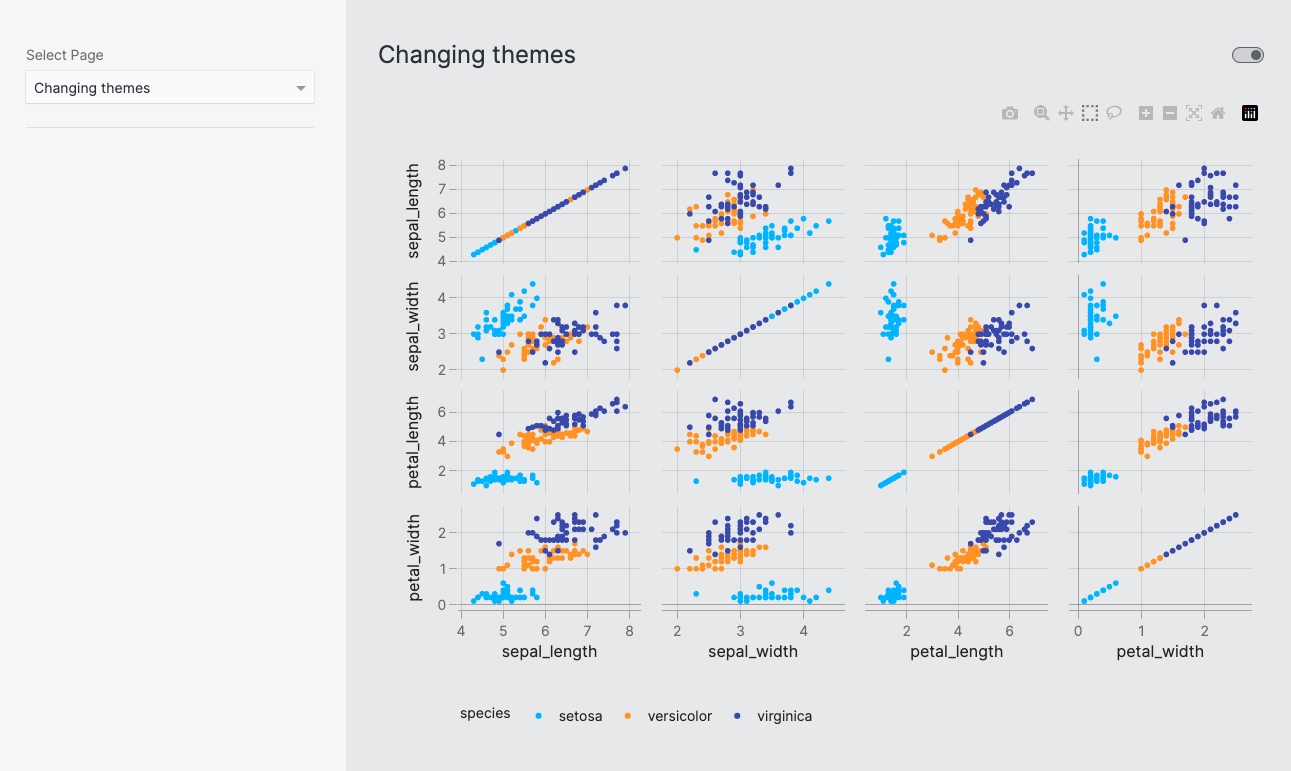 Select Page
Changing themes
Changing themes
sepal_length
8
7
6
5
4
sepal_width
4
3
2
petal_length
6
4
2
petal_width
2
1
0
4 5 6 7 8 2 3 4 2 4 6 0 1 2
sepal_length sepal_width petal_length petal_width
species setosa versicolor virginica